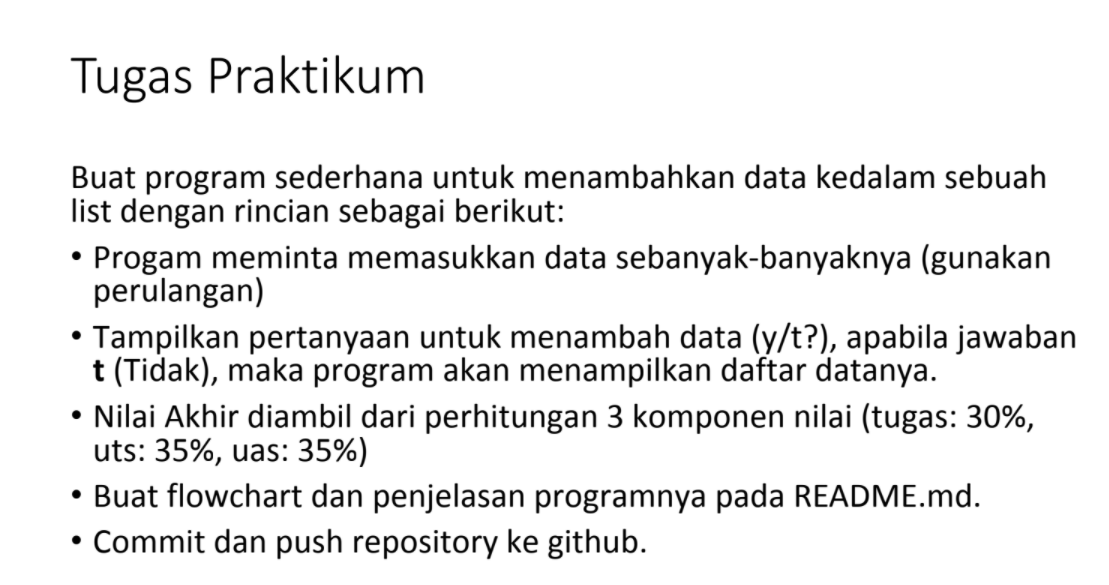 Tugas Praktikum
Buat program sederhana untuk menambahkan data kedalam sebuah
list dengan rincian sebagai berikut:
• Progam meminta memasukkan data sebanyak-banyaknya (gunakan
perulangan)
• Tampilkan pertanyaan untuk menambah data (y/t?), apabila jawaban
t (Tidak), maka program akan menampilkan daftar datanya.
• Nilai Akhir diambil dari perhitungan 3 komponen nilai (tugas: 30%,
uts: 35%, uas: 35%)
• Buat flowchart dan penjelasan programnya pada README.md.
• Commit dan push repository ke github.